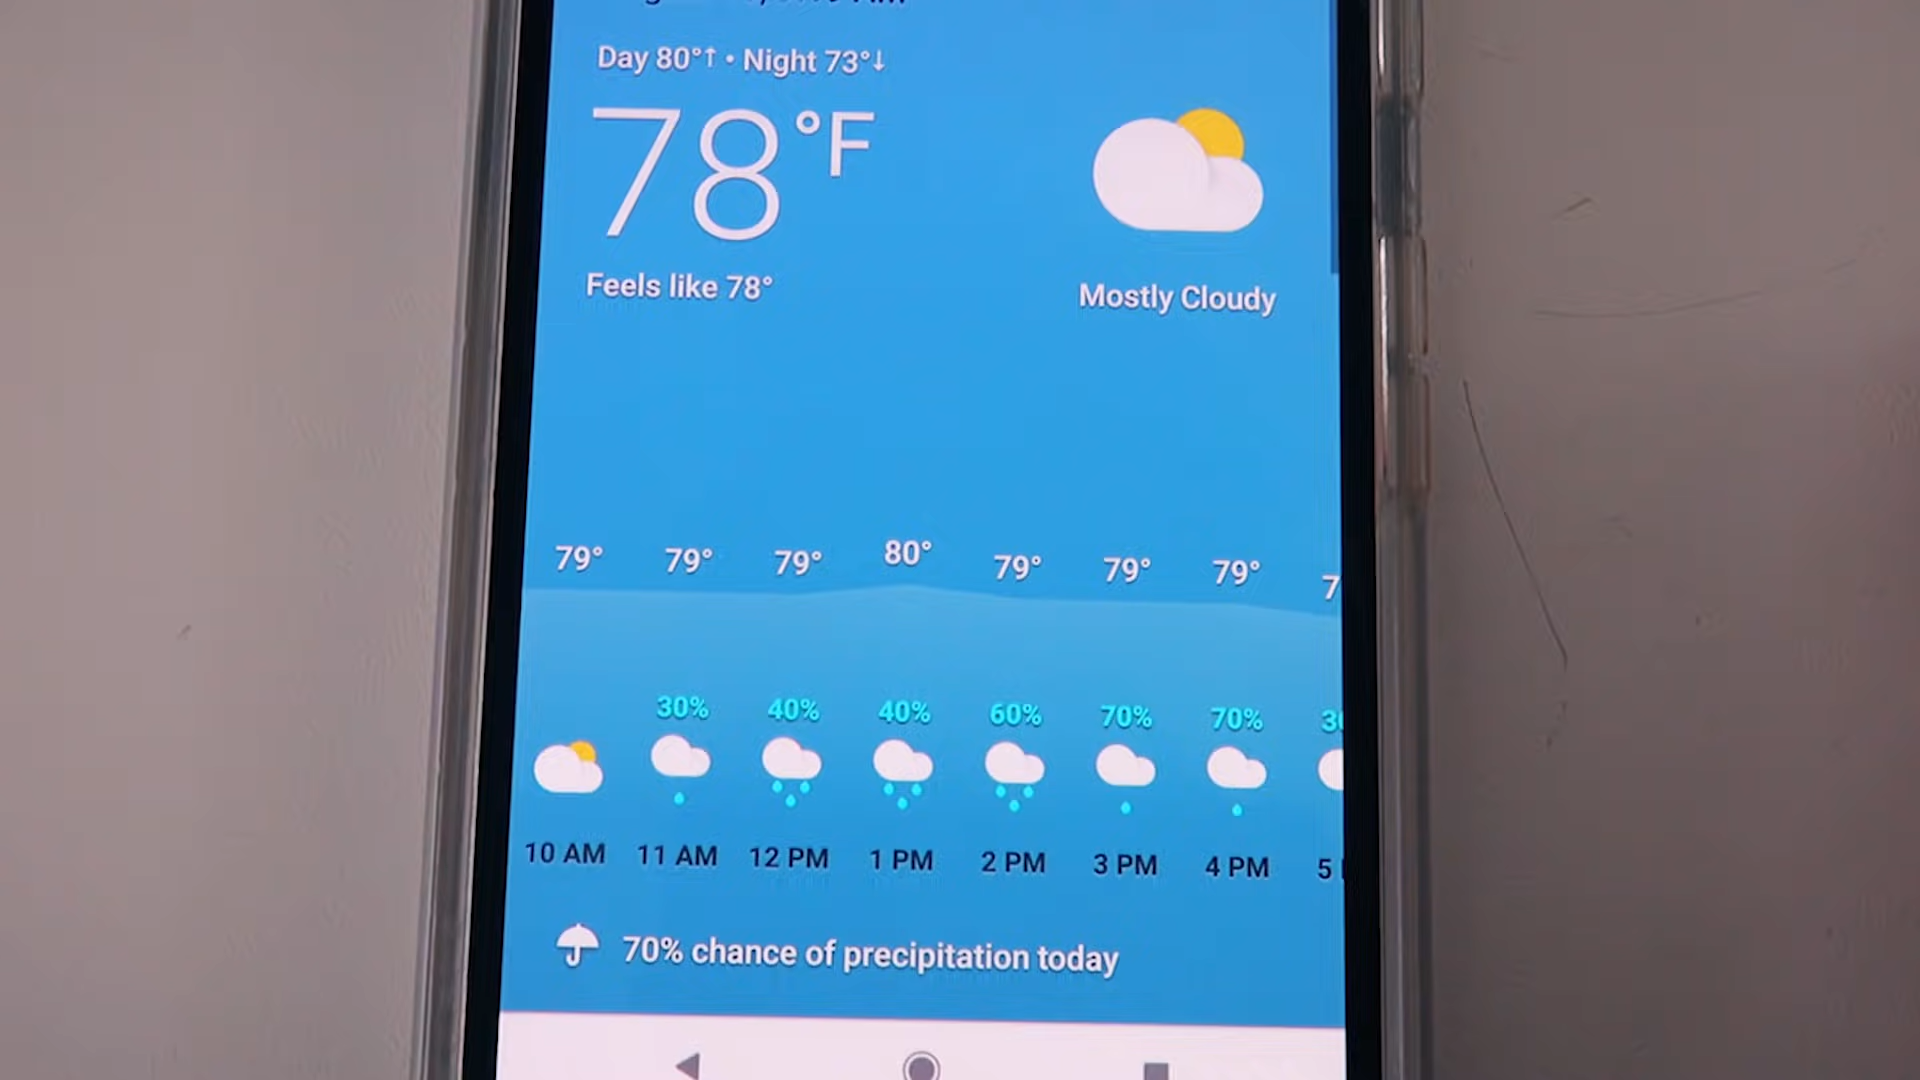 Day 80°↑ • Night 73°↓
78°F
Feels like 78°
Mostly Cloudy
79° 79° 79° 80° 79° 79° 79°
30% 40% 40% 60% 70% 70%
10 AM 11 AM 12 PM 1 PM 2 PM 3 PM 4 PM 5
70% chance of precipitation today